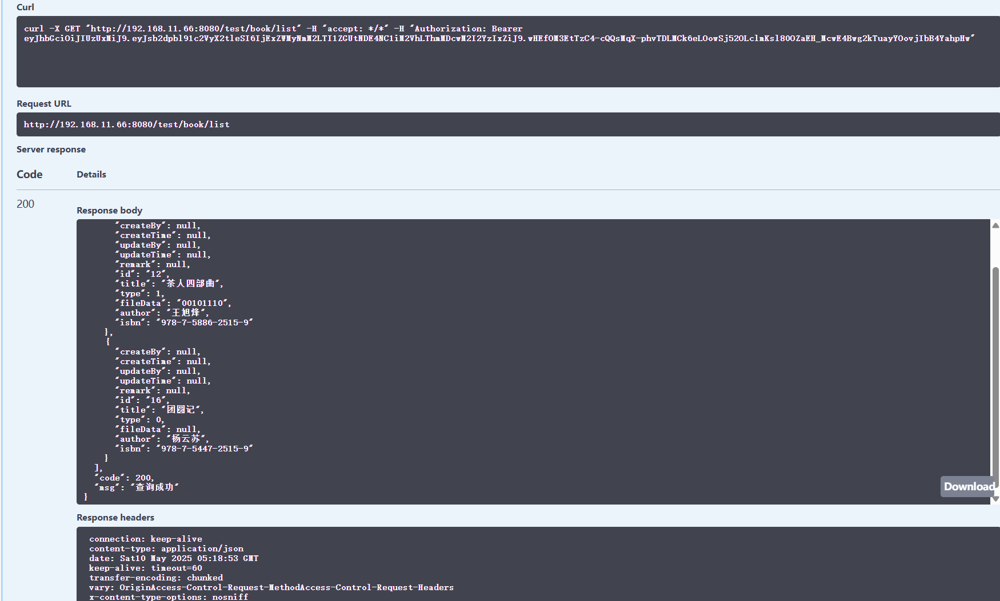 Curl
curl -X GET "http://192.168.11.66:8080/test/book/list" -H "accept: */*" -H "Authorization: Bearer
eyJhbGciOiJIUzUxMiJ9.eyJsb2dpbl91c2VyX2tleSI6IjExZWMyNmM2LTI1ZGUtNDE4NC1iM2VhLThmMDcwM2I2YzIxZiJ9.wHEfOM3EtTzC4-cQQsMqX-phvTDLMCk6eLOowSj52OLclmKsl80OZaEH_McwE4Bwg2kTuayYOovjIbB4YahpHw"
Request URL
http://192.168.11.66:8080/test/book/list
Server response
Code Details
200
Response body
"createBy": null,
"createTime": null,
"updateBy": null,
"updateTime": null,
"remark": null,
"id": "12",
"title": "茶人四部曲",
"type": 1,
"fileData": "00101110",
"author": "王旭烽",
"isbn": "978-7-5886-2515-9"
},
{
"createBy": null,
"createTime": null,
"updateBy": null,
"updateTime": null,
"remark": null,
"id": "16",
"title": "团圆记",
"type": 0,
"fileData": null,
"author": "杨云苏",
"isbn": "978-7-5447-2515-9"
}
],
"code": 200,
"msg": "查询成功"
}
Download
Response headers
connection: keep-alive
content-type: application/json
date: Sat10 May 2025 05:18:53 GMT
keep-alive: timeout=60
transfer-encoding: chunked
vary: OriginAccess-Control-Request-MethodAccess-Control-Request-Headers
x-content-type-options: nosniff